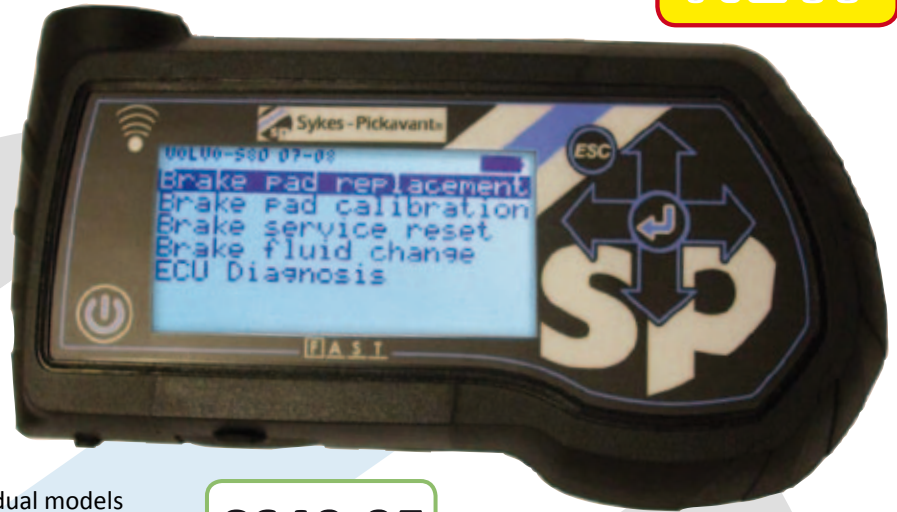 Sykes-Pickavant®
VOLVO-S80 07-08
ESC
Brake pad replacement
Brake pad calibration
Brake service reset
Brake fluid change
ECU Diagnosis
sp
FAST
dual models